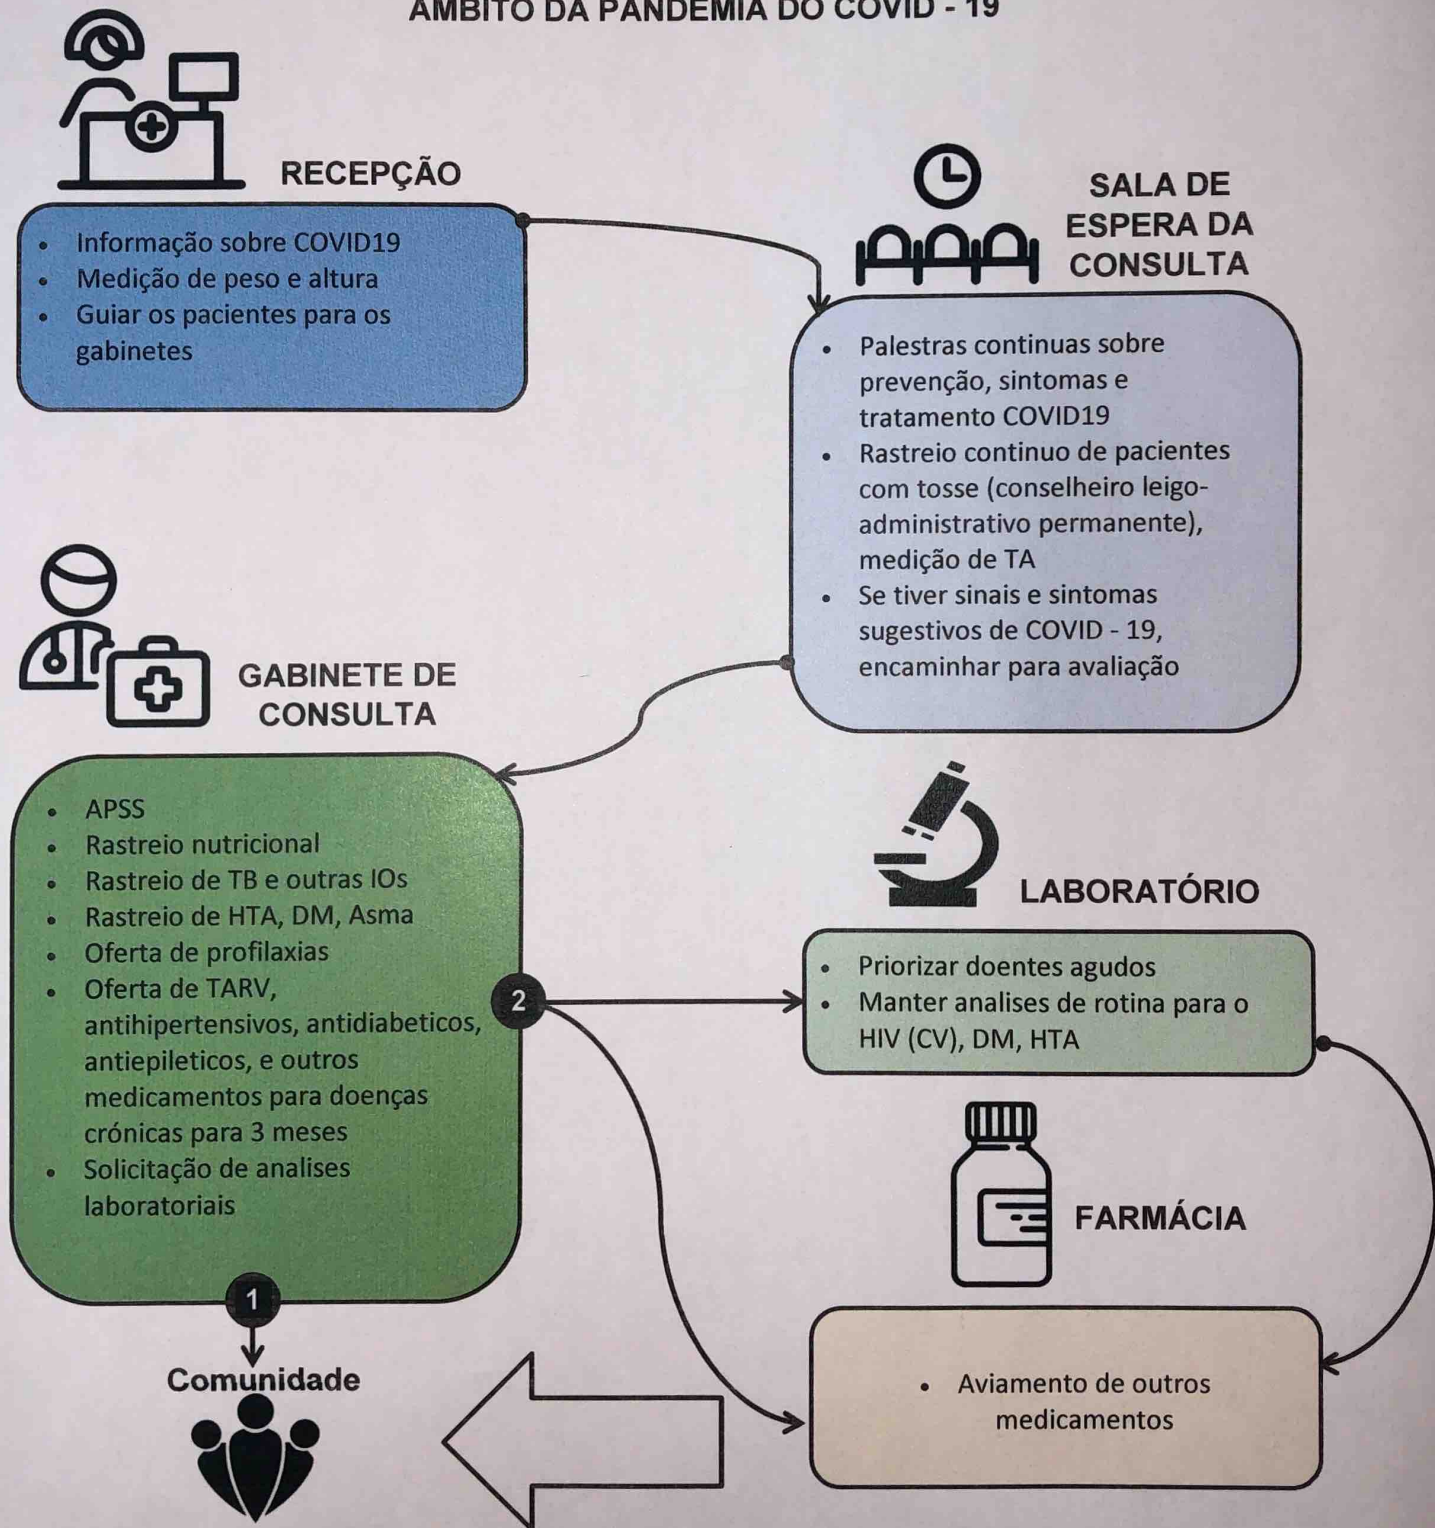 ÂMBITO DA PANDEMIA DO COVID - 19
RECEPÇÃO
• Informação sobre COVID19
• Medição de peso e altura
• Guiar os pacientes para os
gabinetes
SALA DE
ESPERA DA
CONSULTA
• Palestras continuas sobre
prevenção, sintomas e
tratamento COVID19
• Rastreio continuo de pacientes
com tosse (conselheiro leigo-
administrativo permanente),
medição de TA
• Se tiver sinais e sintomas
sugestivos de COVID - 19,
encaminhar para avaliação
GABINETE DE
CONSULTA
• APSS
• Rastreio nutricional
• Rastreio de TB e outras IOs
• Rastreio de HTA, DM, Asma
• Oferta de profilaxias
• Oferta de TARV,
antihipertensivos, antidiabeticos,
antiepileticos, e outros
medicamentos para doenças
crónicas para 3 meses
• Solicitação de analises
laboratoriais
2
1
LABORATÓRIO
• Priorizar doentes agudos
• Manter analises de rotina para o
HIV (CV), DM, HTA
FARMÁCIA
• Aviamento de outros
medicamentos
Comunidade